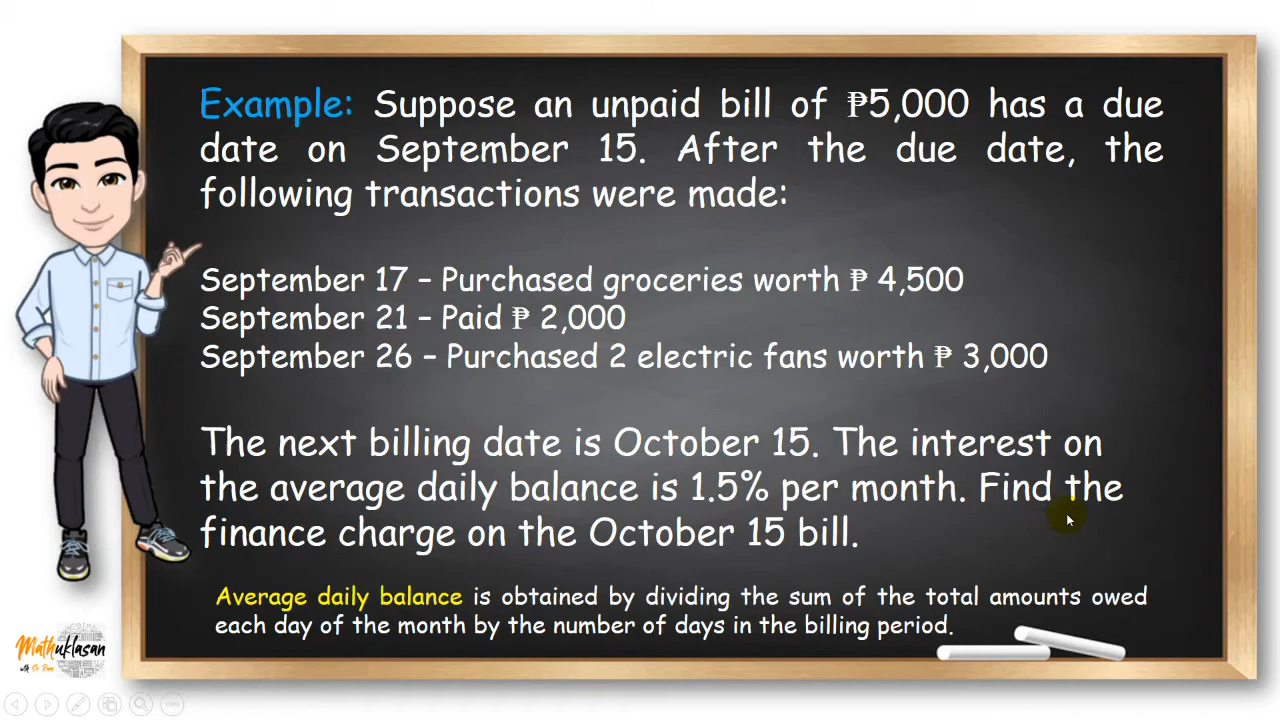 Example: Suppose an unpaid bill of ₱5,000 has a due
date on September 15. After the due date, the
following transactions were made:
September 17 – Purchased groceries worth ₱ 4,500
September 21 – Paid ₱ 2,000
September 26 – Purchased 2 electric fans worth ₱ 3,000
The next billing date is October 15. The interest on
the average daily balance is 1.5% per month. Find the
finance charge on the October 15 bill.
Average daily balance is obtained by dividing the sum of the total amounts owed
each day of the month by the number of days in the billing period.
Mathuklasan